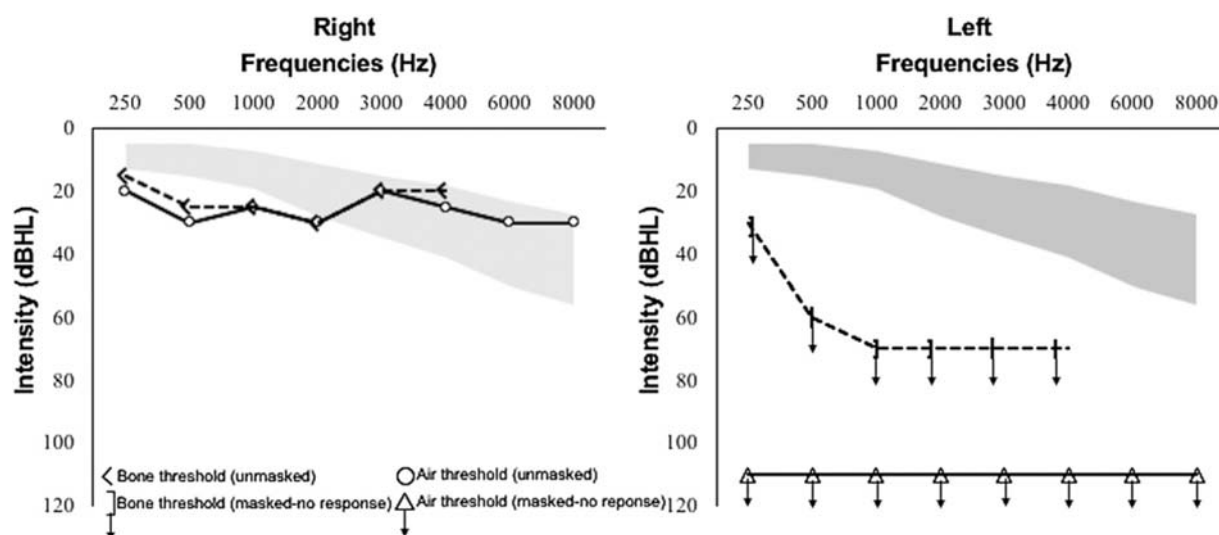 Right
Frequencies (Hz)
250 500 1000 2000 3000 4000 6000 8000
0
20
40
60
80
100
120
Intensity (dBHL)
Bone threshold (unmasked)
Air threshold (unmasked)
Bone threshold (masked-no response)
Air threshold (masked-no reponse)
Left
Frequencies (Hz)
250 500 1000 2000 3000 4000 6000 8000
0
20
40
60
80
100
120
Intensity (dBHL)